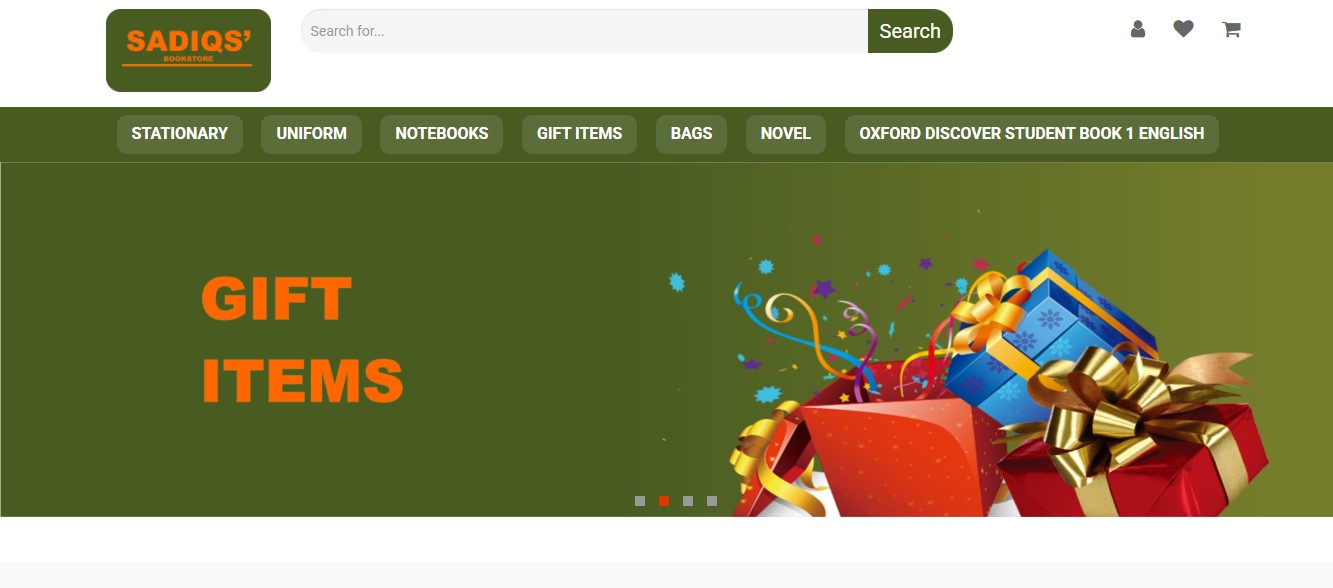 SADIQS’
BOOKSTORE
Search for...
Search
STATIONARY
UNIFORM
NOTEBOOKS
GIFT ITEMS
BAGS
NOVEL
OXFORD DISCOVER STUDENT BOOK 1 ENGLISH
GIFT
ITEMS